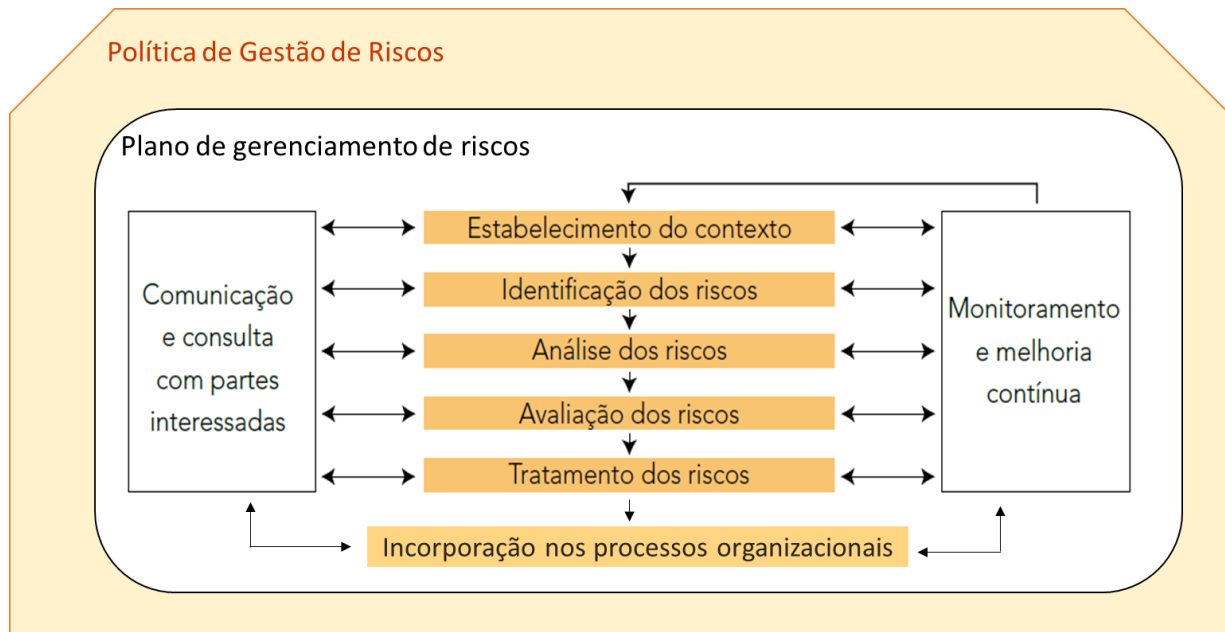 Política de Gestão de Riscos
Plano de gerenciamento de riscos
Comunicação
e consulta
com partes
interessadas
Estabelecimento do contexto
Identificação dos riscos
Análise dos riscos
Avaliação dos riscos
Tratamento dos riscos
Incorporação nos processos organizacionais
Monitoramento
e melhoria
contínua